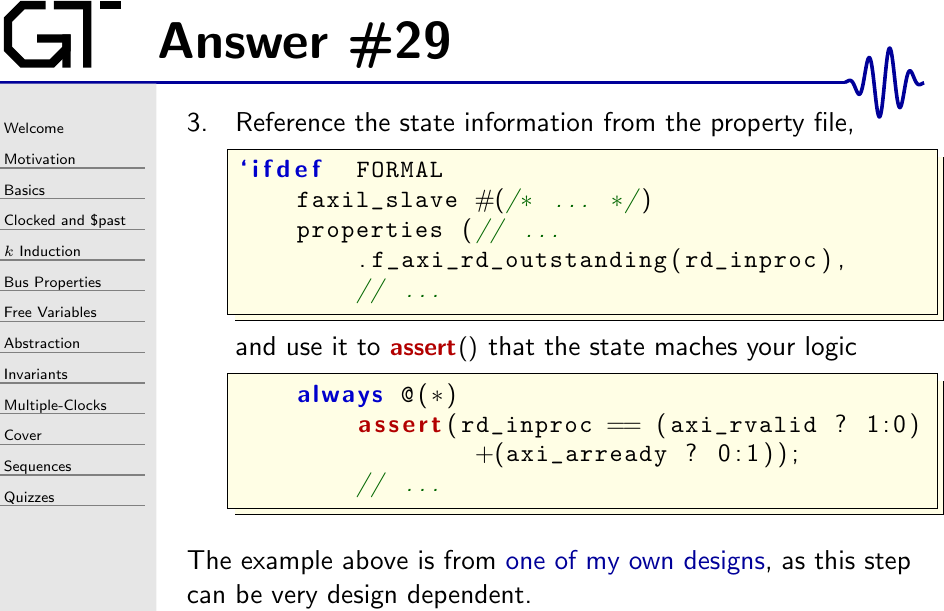 GT
Answer #29
Welcome
Motivation
Basics
Clocked and $past
k Induction
Bus Properties
Free Variables
Abstraction
Invariants
Multiple-Clocks
Cover
Sequences
Quizzes
3. Reference the state information from the property file,
‘ifdef FORMAL
faxil_slave #(/* ... */)
properties (// ...
.f_axi_rd_outstanding(rd_inproc),
// ...
and use it to assert() that the state maches your logic
always @(*)
assert(rd_inproc == (axi_rvalid ? 1:0)
+(axi_arready ? 0:1));
// ...
The example above is from one of my own designs, as this step
can be very design dependent.